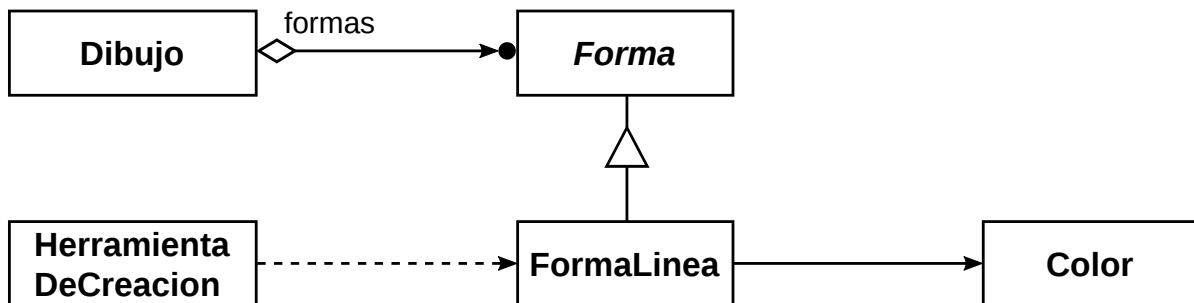 formas
Dibujo
Forma
Herramienta
DeCreacion
FormaLinea
Color